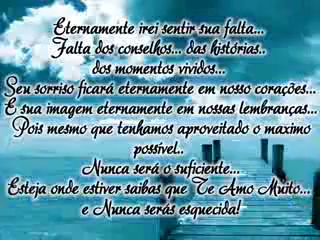 Eternamente irei sentir sua falta...
Falta dos conselhos... das histórias..
dos momentos vividos...
Seu sorriso ficará eternamente em nosso corações...
E sua imagem eternamente em nossas lembranças...
Pois mesmo que tenhamos aproveitado o maximo
possivel..
Nunca será o suficiente...
Esteja onde estiver saibas que Te Amo Muito...
e Nunca serás esquecida!